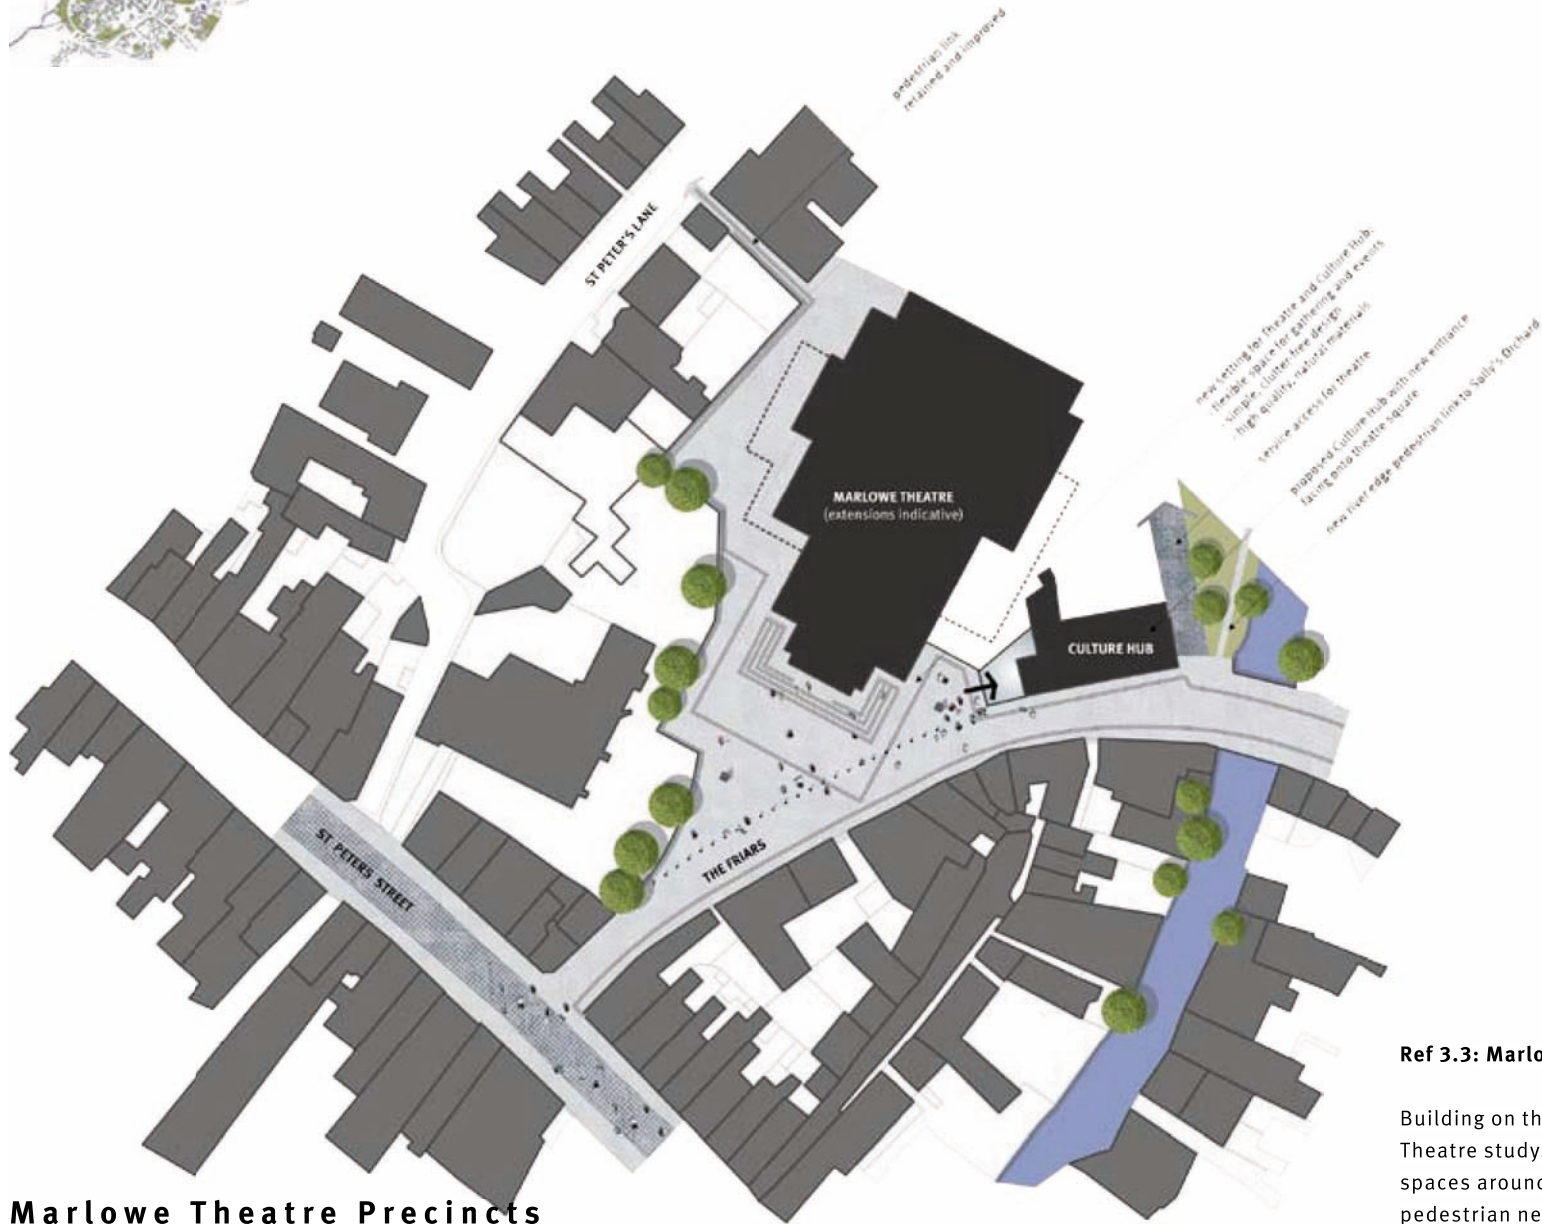 pedestrian link
retained and improved
ST PETER'S LANE
new setting for Theatre and Culture Hub:
- flexible space for gathering and events
- simple, clutter-free design
- high quality, natural materials
service access for theatre
proposed Culture Hub with new entrance
facing onto theatre square
new river edge pedestrian link to Solly's Orchard
MARLOWE THEATRE
(extensions indicative)
CULTURE HUB
THE FRIARS
ST PETERS STREET
Ref 3.3: Marlo
Building on th
Theatre study
spaces around
pedestrian ne
Marlowe Theatre Precincts